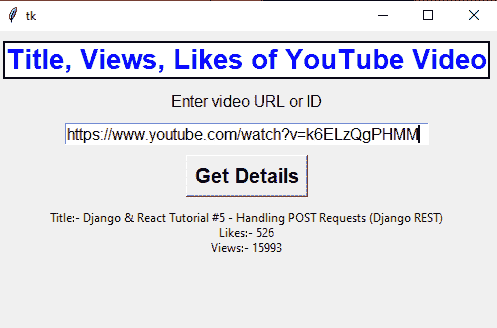 tk
Title, Views, Likes of YouTube Video
Enter video URL or ID
https://www.youtube.com/watch?v=k6ELzQgPHMM
Get Details
Title:- Django & React Tutorial #5 - Handling POST Requests (Django REST)
Likes:- 526
Views:- 15993